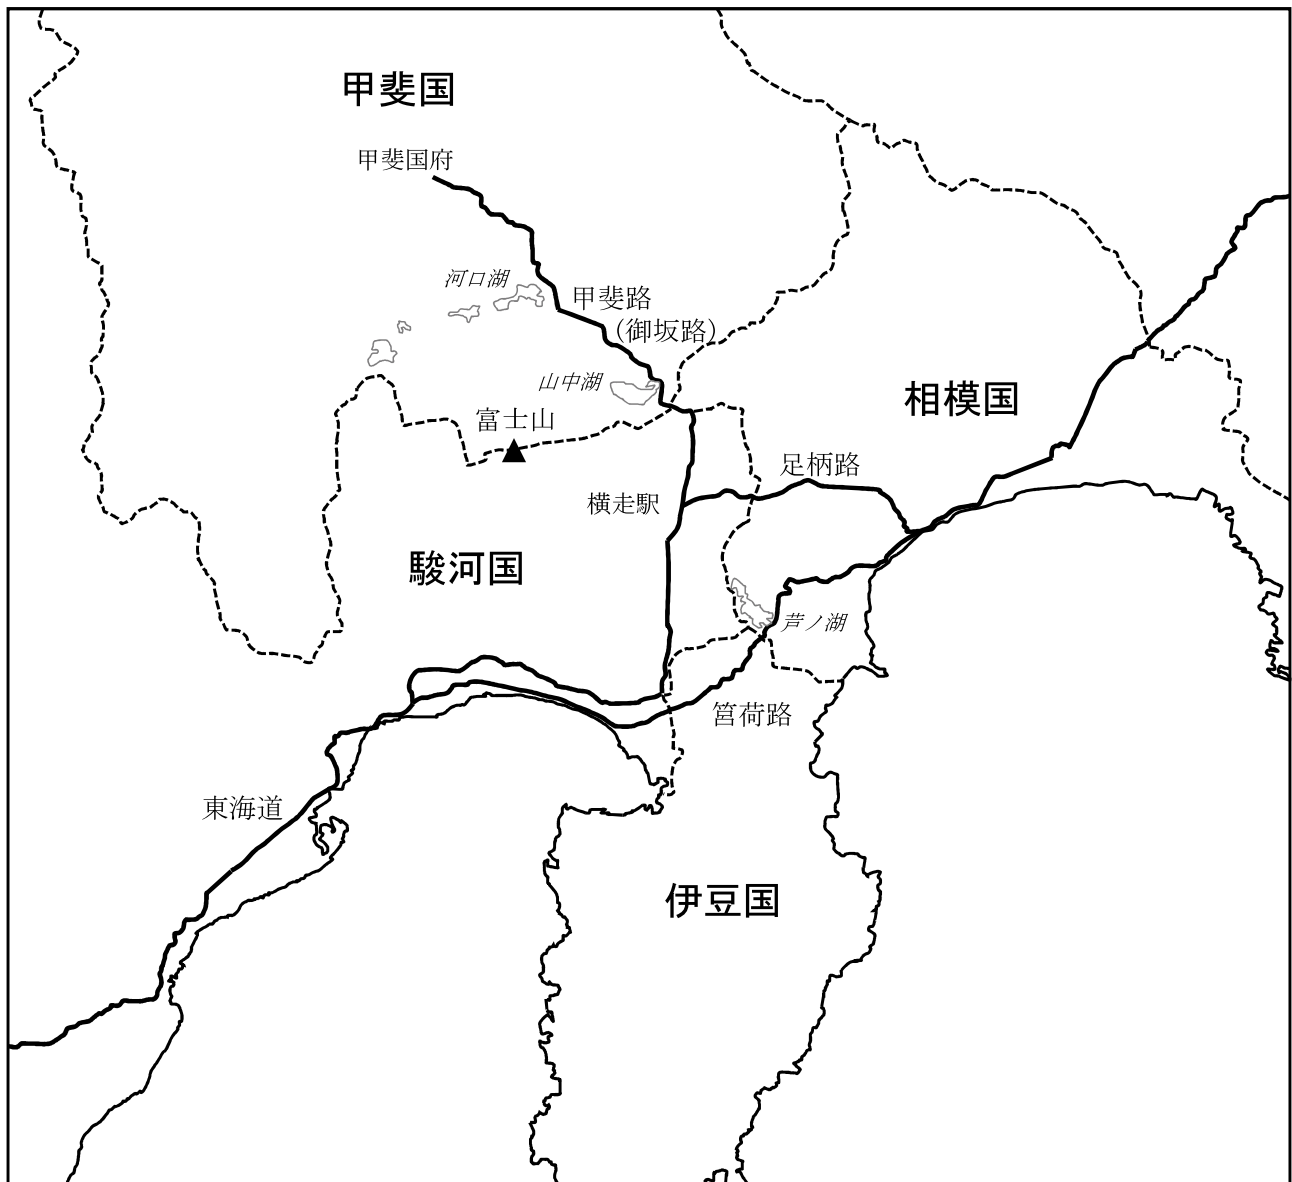 甲斐国
甲斐国府
河口湖
甲斐路
（御坂路）
山中湖
相模国
富士山
足柄路
横走駅
駿河国
芦ノ湖
筥荷路
東海道
伊豆国